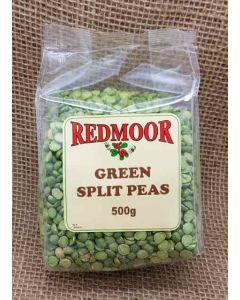 REDMOOR
GREEN
SPLIT PEAS
500g